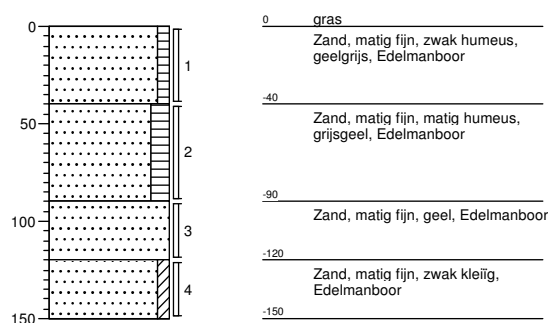 0
50
100
150
1
2
3
4
0 gras
Zand, matig fijn, zwak humeus,
geelgrijs, Edelmanboor
-40
Zand, matig fijn, matig humeus,
grijsgeel, Edelmanboor
-90
Zand, matig fijn, geel, Edelmanboor
-120
Zand, matig fijn, zwak kleiïg,
Edelmanboor
-150